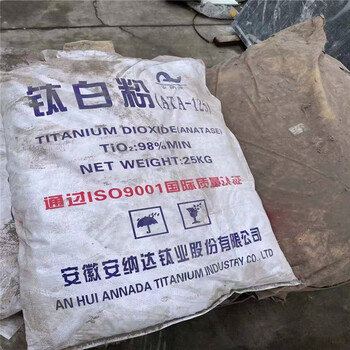 钛白粉
(ATA-125)
TITANIUM DIOXIDE(ANATASE)
TiO₂:98%MIN
NET WEIGHT:25KG
通过ISO9001国际质量认证
安徽安纳达钛业股份有限公司
AN HUI ANNADA TITANIUM INDUSTRY CO., LTD